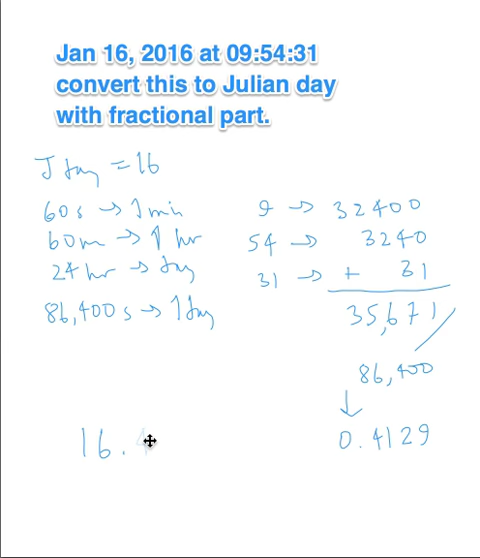 Jan 16, 2016 at 09:54:31
convert this to Julian day
with fractional part.
J day = 16
60 s → 1 min
60 m → 1 hr
24 hr → day
86,400 s → 1 day
9 → 32400
54 → 3240
31 → + 31
35,671 /
86,400
↓
0.4129
16.4